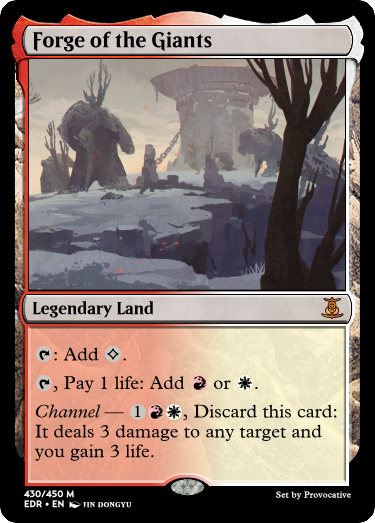 Forge of the Giants
Legendary Land
: Add .
, Pay 1 life: Add or .
Channel — 1, Discard this card:
It deals 3 damage to any target and
you gain 3 life.
430/450 M
EDR • EN JIN DONGYU
Set by Provocative